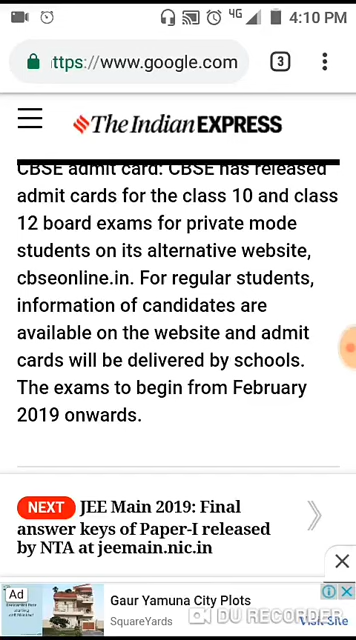 4G 4:10 PM
ttps://www.google.com 3
The Indian EXPRESS
CBSE admit card: CBSE has released
admit cards for the class 10 and class
12 board exams for private mode
students on its alternative website,
cbseonline.in. For regular students,
information of candidates are
available on the website and admit
cards will be delivered by schools.
The exams to begin from February
2019 onwards.
NEXT JEE Main 2019: Final
answer keys of Paper-I released
by NTA at jeemain.nic.in
Ad
Gaur Yamuna City Plots
SquareYards Visit Site
DU RECORDER